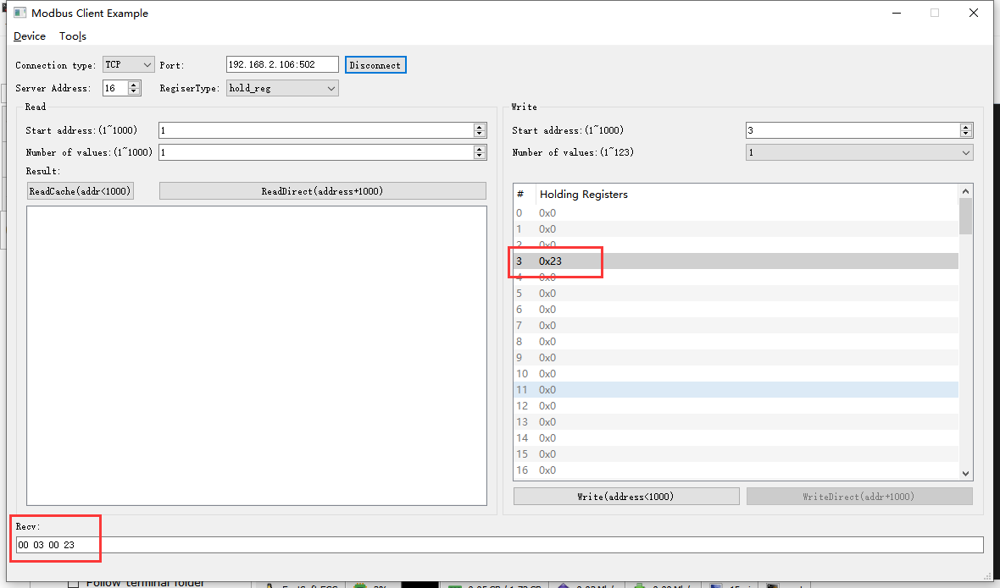 Modbus Client Example
Device Tools
Connection type: TCP Port: 192.168.2.106:502 Disconnect
Server Address: 16 RegiserType: hold_reg
Read
Start address:(1~1000) 1
Number of values:(1~1000) 1
Result:
ReadCache(addr<1000) ReadDirect(address+1000)
Write
Start address:(1~1000) 3
Number of values:(1~123) 1
# Holding Registers
0 0x0
1 0x0
2 0x0
3 0x23
4 0x0
5 0x0
6 0x0
7 0x0
8 0x0
9 0x0
10 0x0
11 0x0
12 0x0
13 0x0
14 0x0
15 0x0
16 0x0
Write(address<1000) WriteDirect(addr+1000)
Recv:
00 03 00 23
Follow terminal folder